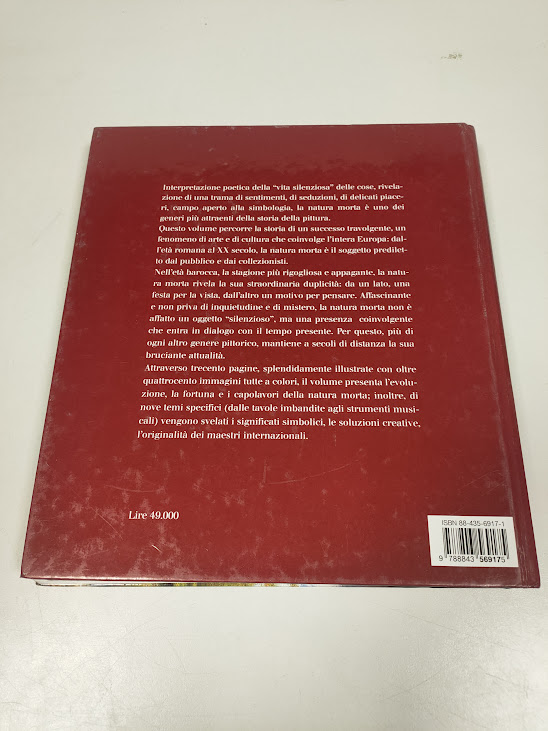 Interpretazione poetica della "vita silenziosa" delle cose, rivela-
zione di una trama di sentimenti, di seduzioni, di delicati piace-
ri, campo aperto alla simbologia, la natura morta è uno dei
generi più attraenti della storia della pittura.
Questo volume percorre la storia di un successo travolgente, un
fenomeno di arte e di cultura che coinvolge l'intera Europa: dal-
l'età romana al XX secolo, la natura morta è il soggetto predilet-
to dal pubblico e dai collezionisti.
Nell'età barocca, la stagione più rigogliosa e appagante, la natu-
ra morta rivela la sua straordinaria duplicità: da un lato, una
festa per la vista, dall'altro un motivo per pensare. Affascinante
e non priva di inquietudine e di mistero, la natura morta non è
affatto un oggetto "silenzioso", ma una presenza coinvolgente
che entra in dialogo con il tempo presente. Per questo, più di
ogni altro genere pittorico, mantiene a secoli di distanza la sua
bruciante attualità.
Attraverso trecento pagine, splendidamente illustrate con oltre
quattrocento immagini tutte a colori, il volume presenta l'evolu-
zione, la fortuna e i capolavori della natura morta; inoltre, di
nove temi specifici (dalle tavole imbandite agli strumenti musi-
cali) vengono svelati i significati simbolici, le soluzioni creative,
l'originalità dei maestri internazionali.
Lire 49.000
ISBN 88-435-6917-1
9 788843 569175